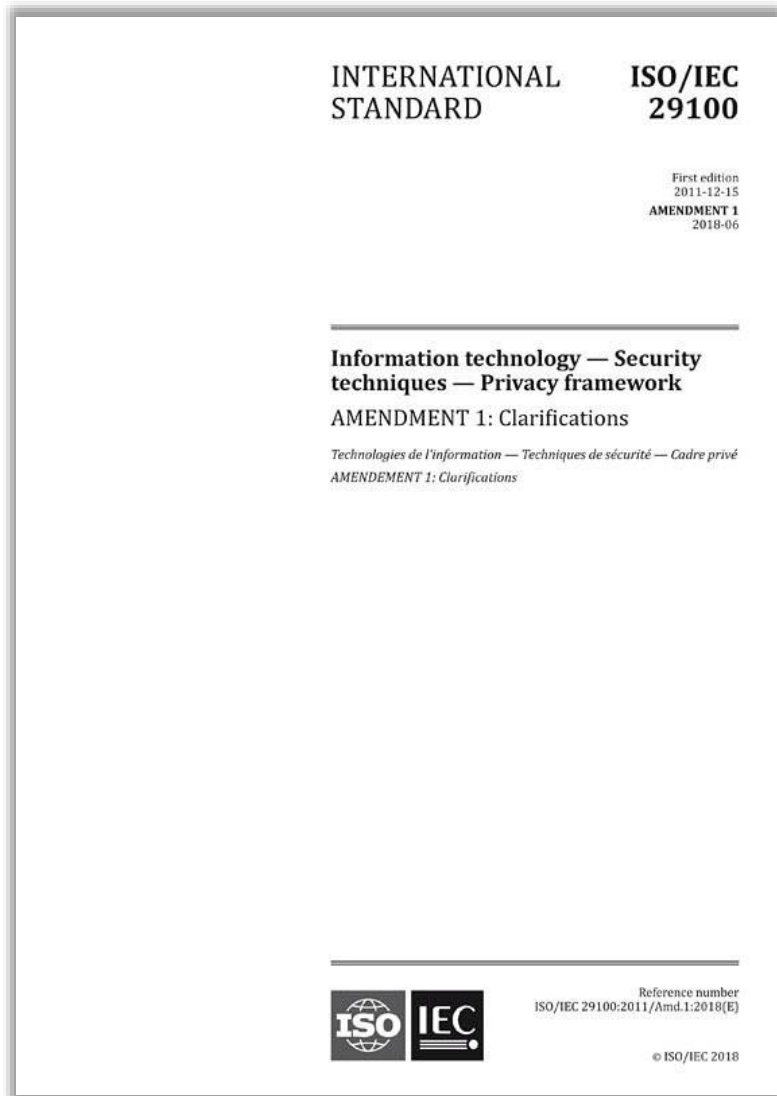 INTERNATIONAL
STANDARD
ISO/IEC
29100
First edition
2011-12-15
AMENDMENT 1
2018-06
Information technology — Security
techniques — Privacy framework
AMENDMENT 1: Clarifications
Technologies de l'information — Techniques de sécurité — Cadre privé
AMENDEMENT 1: Clarifications
ISO
IEC
Reference number
ISO/IEC 29100:2011/Amd.1:2018(E)
© ISO/IEC 2018